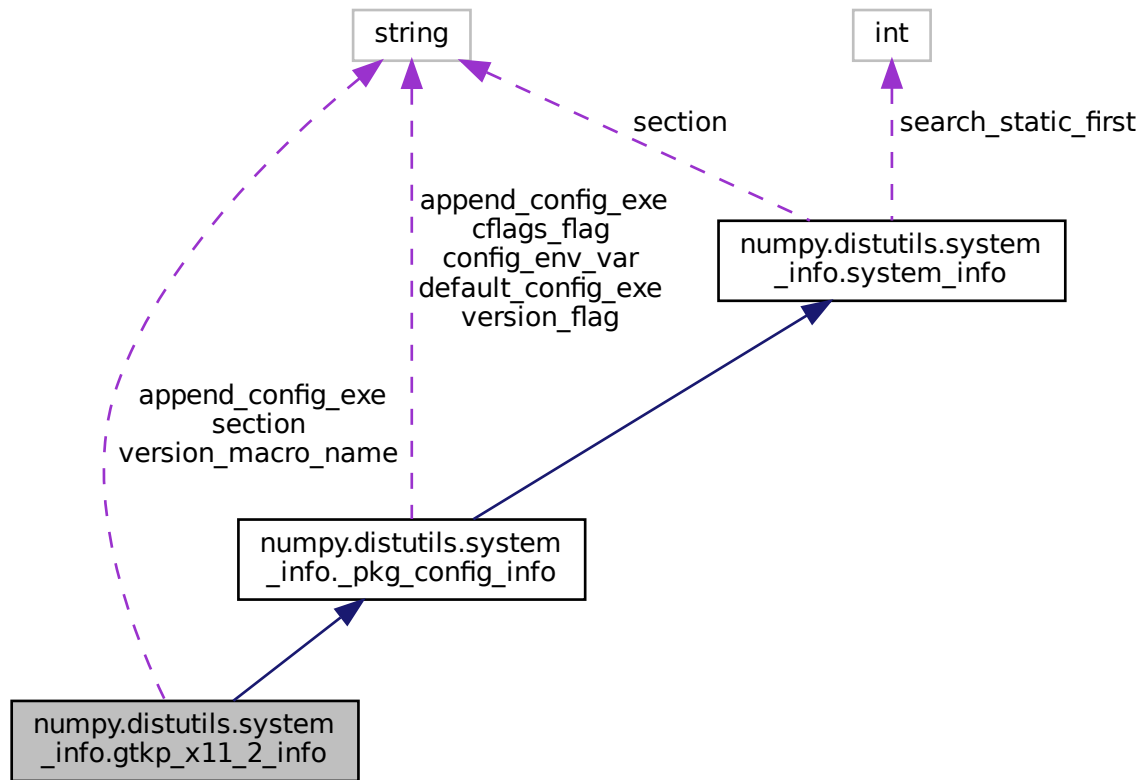 string
int
section
search_static_first
append_config_exe
cflags_flag
config_env_var
default_config_exe
version_flag
numpy.distutils.system
_info.system_info
append_config_exe
section
version_macro_name
numpy.distutils.system
_info._pkg_config_info
numpy.distutils.system
_info.gtkp_x11_2_info